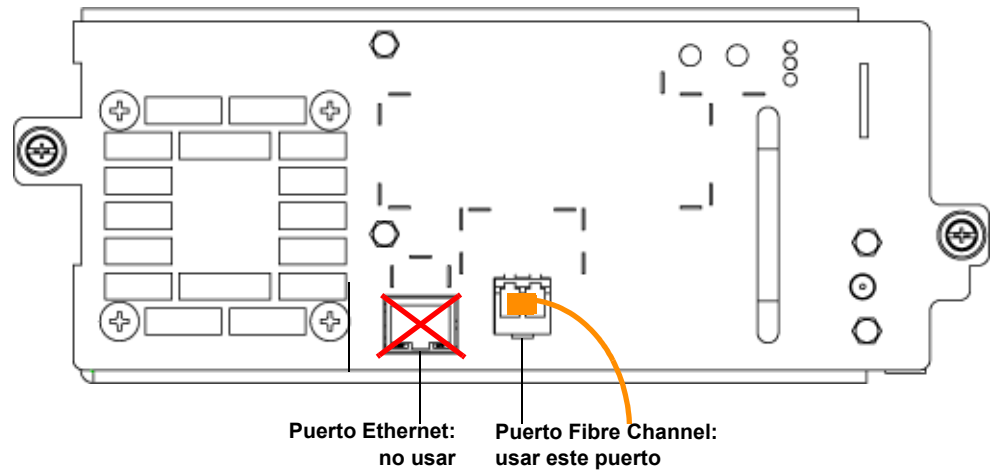 Puerto Ethernet:
no usar
Puerto Fibre Channel:
usar este puerto